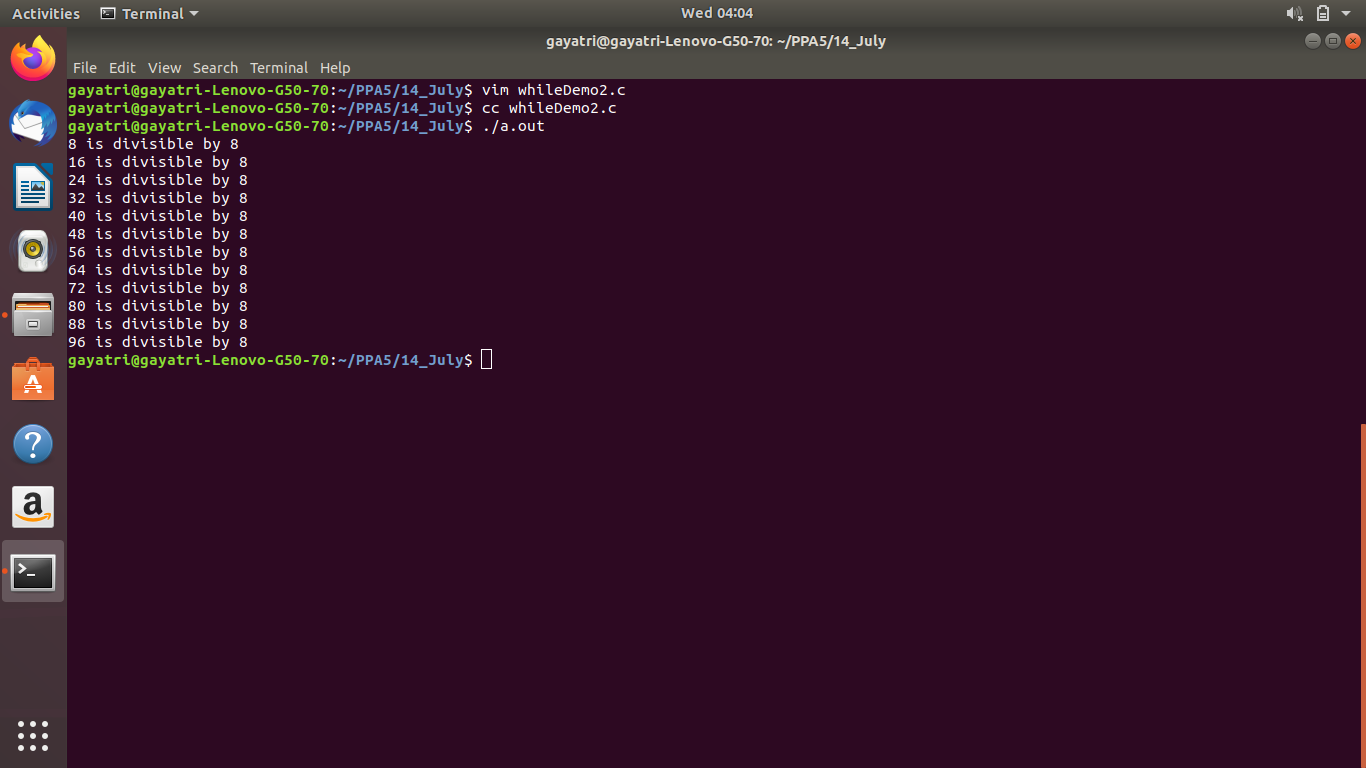 Activities Terminal Wed 04:04
gayatri@gayatri-Lenovo-G50-70: ~/PPA5/14_July
File Edit View Search Terminal Help
gayatri@gayatri-Lenovo-G50-70:~/PPA5/14_July$ vim whileDemo2.c
gayatri@gayatri-Lenovo-G50-70:~/PPA5/14_July$ cc whileDemo2.c
gayatri@gayatri-Lenovo-G50-70:~/PPA5/14_July$ ./a.out
8 is divisible by 8
16 is divisible by 8
24 is divisible by 8
32 is divisible by 8
40 is divisible by 8
48 is divisible by 8
56 is divisible by 8
64 is divisible by 8
72 is divisible by 8
80 is divisible by 8
88 is divisible by 8
96 is divisible by 8
gayatri@gayatri-Lenovo-G50-70:~/PPA5/14_July$